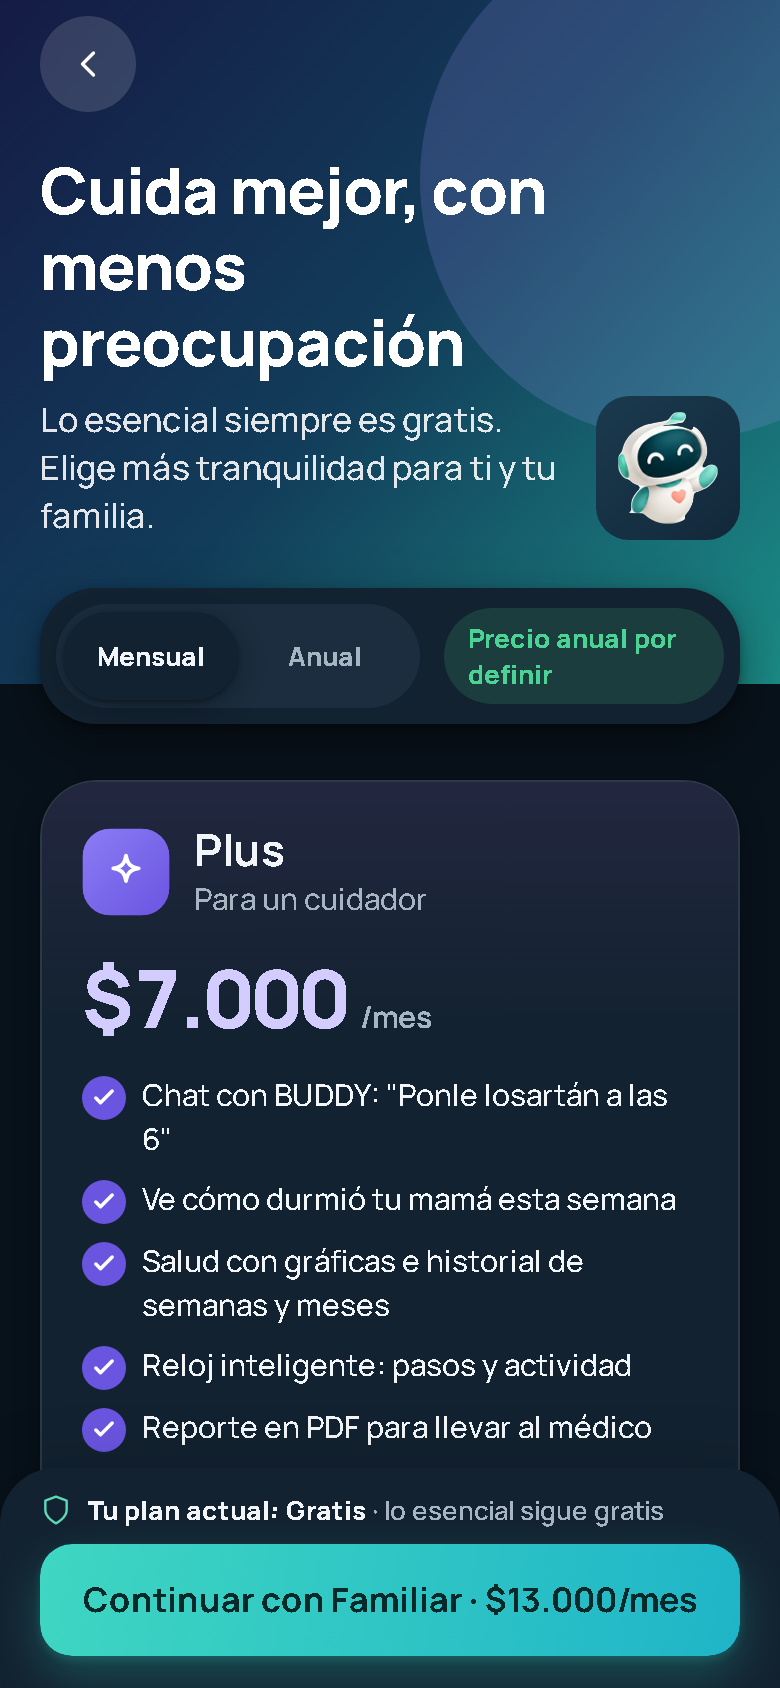 Cuida mejor, con
menos
preocupación
Lo esencial siempre es gratis.
Elige más tranquilidad para ti y tu
familia.
Mensual
Anual
Precio anual por
definir
Plus
Para un cuidador
$7.000 /mes
Chat con BUDDY: "Ponle losartán a las
6"
Ve cómo durmió tu mamá esta semana
Salud con gráficas e historial de
semanas y meses
Reloj inteligente: pasos y actividad
Reporte en PDF para llevar al médico
Tu plan actual: Gratis · lo esencial sigue gratis
Continuar con Familiar · $13.000/mes